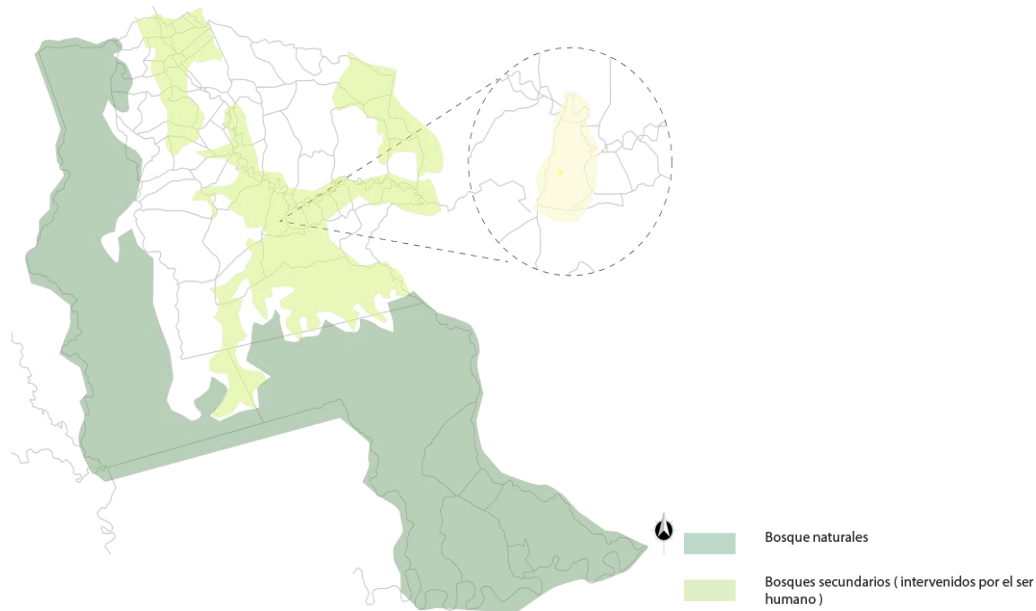 Bosque naturales
Bosques secundarios ( intervenidos por el ser
humano )